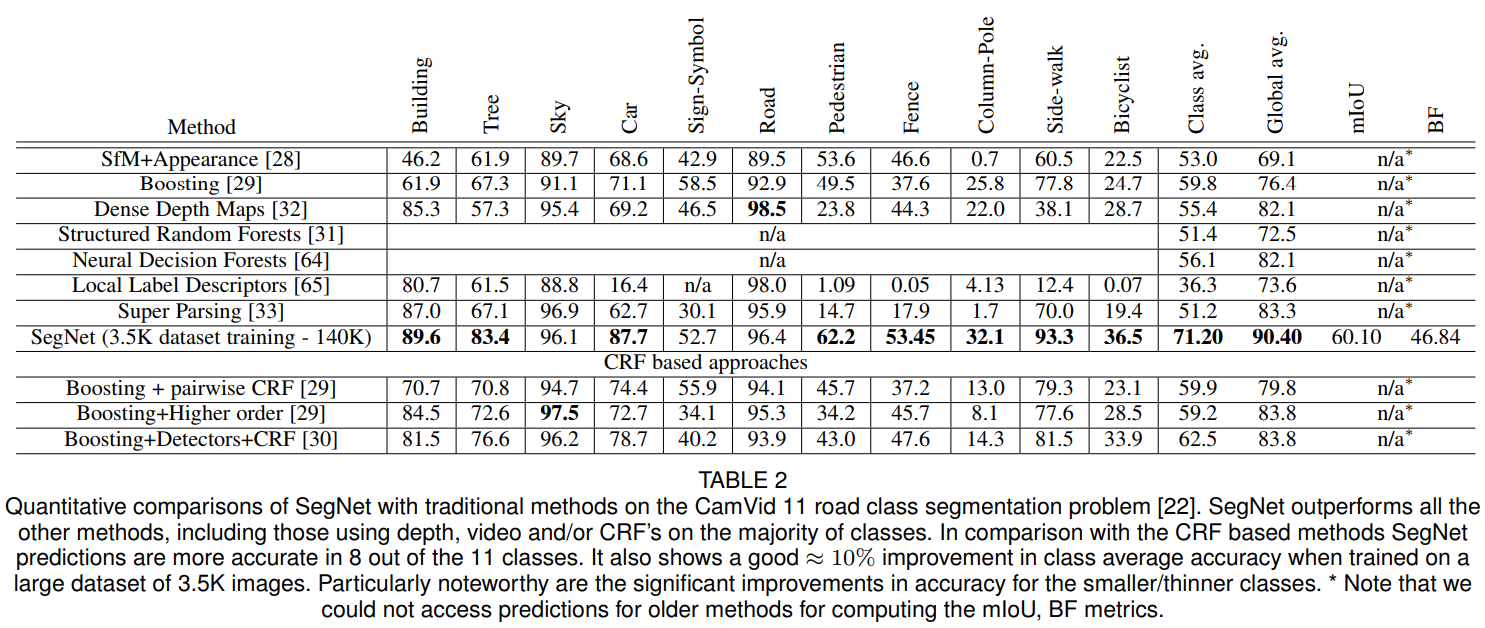 Method Building Tree Sky Car Sign-Symbol Road Pedestrian Fence Column-Pole Side-walk Bicyclist Class avg. Global avg. mIoU BF
SfM+Appearance [28] 46.2 61.9 89.7 68.6 42.9 89.5 53.6 46.6 0.7 60.5 22.5 53.0 69.1 n/a*
Boosting [29] 61.9 67.3 91.1 71.1 58.5 92.9 49.5 37.6 25.8 77.8 24.7 59.8 76.4 n/a*
Dense Depth Maps [32] 85.3 57.3 95.4 69.2 46.5 98.5 23.8 44.3 22.0 38.1 28.7 55.4 82.1 n/a*
Structured Random Forests [31] n/a 51.4 72.5 n/a*
Neural Decision Forests [64] n/a 56.1 82.1 n/a*
Local Label Descriptors [65] 80.7 61.5 88.8 16.4 n/a 98.0 1.09 0.05 4.13 12.4 0.07 36.3 73.6 n/a*
Super Parsing [33] 87.0 67.1 96.9 62.7 30.1 95.9 14.7 17.9 1.7 70.0 19.4 51.2 83.3 n/a*
SegNet (3.5K dataset training - 140K) 89.6 83.4 96.1 87.7 52.7 96.4 62.2 53.45 32.1 93.3 36.5 71.20 90.40 60.10 46.84
CRF based approaches
Boosting + pairwise CRF [29] 70.7 70.8 94.7 74.4 55.9 94.1 45.7 37.2 13.0 79.3 23.1 59.9 79.8 n/a*
Boosting+Higher order [29] 84.5 72.6 97.5 72.7 34.1 95.3 34.2 45.7 8.1 77.6 28.5 59.2 83.8 n/a*
Boosting+Detectors+CRF [30] 81.5 76.6 96.2 78.7 40.2 93.9 43.0 47.6 14.3 81.5 33.9 62.5 83.8 n/a*
TABLE 2
Quantitative comparisons of SegNet with traditional methods on the CamVid 11 road class segmentation problem [22]. SegNet outperforms all the
other methods, including those using depth, video and/or CRF's on the majority of classes. In comparison with the CRF based methods SegNet
predictions are more accurate in 8 out of the 11 classes. It also shows a good ≈ 10% improvement in class average accuracy when trained on a
large dataset of 3.5K images. Particularly noteworthy are the significant improvements in accuracy for the smaller/thinner classes. * Note that we
could not access predictions for older methods for computing the mIoU, BF metrics.